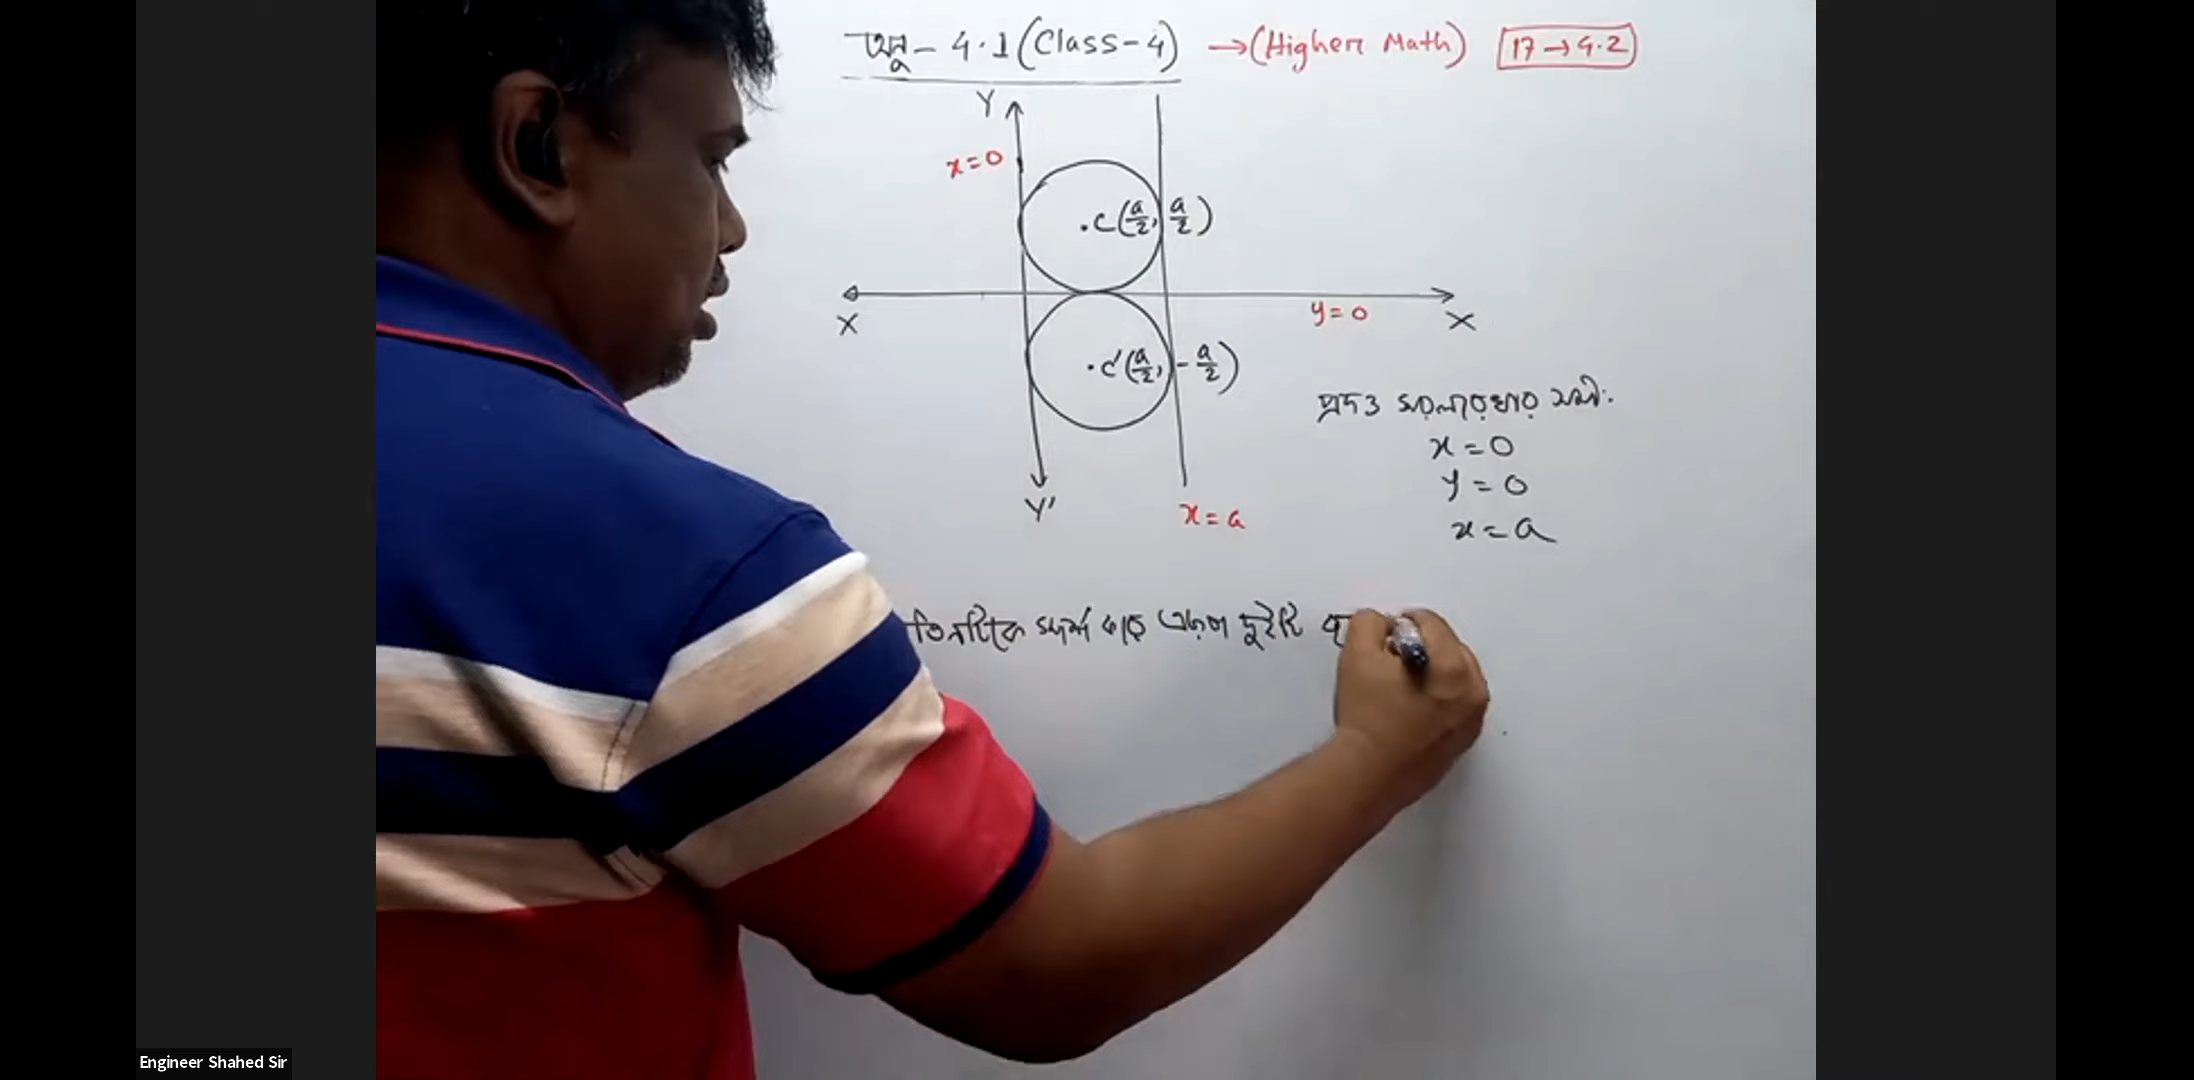 অনু - 4.1 (Class-4) → (Higher Math) 17 → 4.2
Y
x=0
.C(a/2, a/2)
X
y=0
X
.C'(a/2, -a/2)
প্রদত্ত সরলরেখার সমী:
x=0
y=0
x=a
Y'
x=a
তিনটিকে স্পর্শ করে এরূপ দুইটি
Engineer Shahed Sir